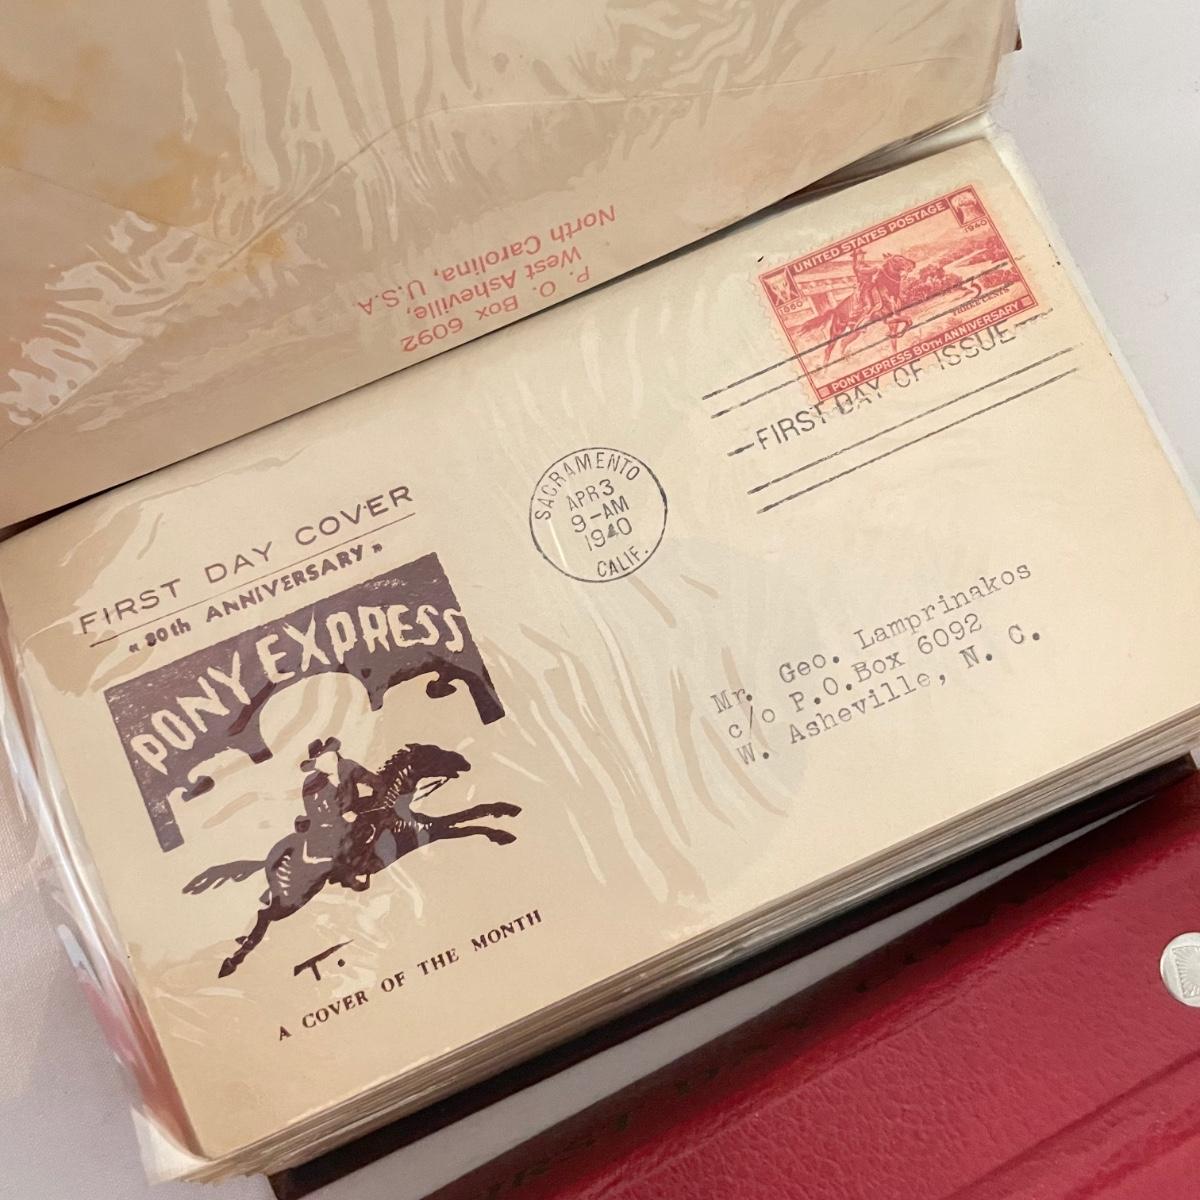 P. O. Box 6092
West Asheville,
North Carolina, U.S.A
UNITED STATES POSTAGE
1860
1940
3
THREE CENTS
PONY EXPRESS 80TH ANNIVERSARY
FIRST DAY OF ISSUE
SACRAMENTO
APR 3
9-AM
1940
CALIF.
FIRST DAY COVER
"80th ANNIVERSARY"
PONY EXPRESS
T.
A COVER OF THE MONTH
Mr. Geo. Lamprinakos
c/o P.O.Box 6092
W. Asheville, N. C.